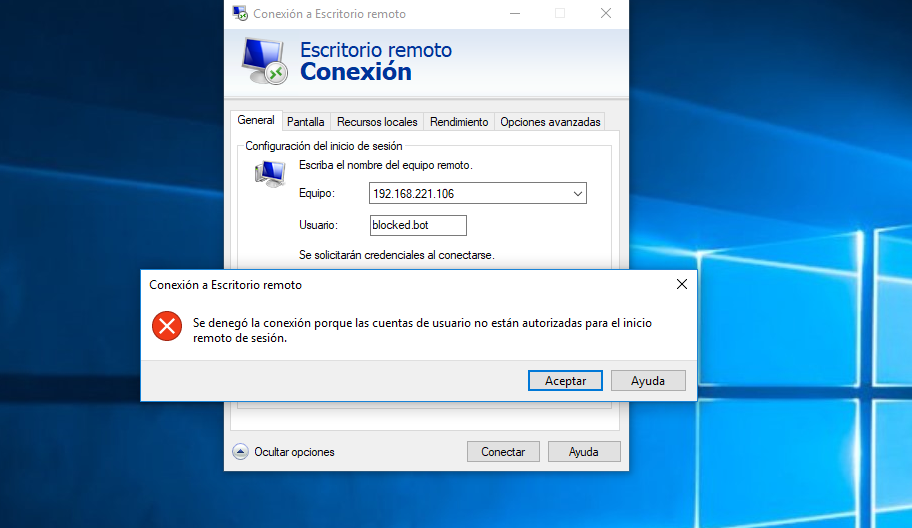 Conexión a Escritorio remoto
Escritorio remoto
Conexión
General Pantalla Recursos locales Rendimiento Opciones avanzadas
Configuración del inicio de sesión
Escriba el nombre del equipo remoto.
Equipo: 192.168.221.106
Usuario: blocked.bot
Se solicitarán credenciales al conectarse.
Conexión a Escritorio remoto
Se denegó la conexión porque las cuentas de usuario no están autorizadas para el inicio
remoto de sesión.
Aceptar Ayuda
Ocultar opciones Conectar Ayuda